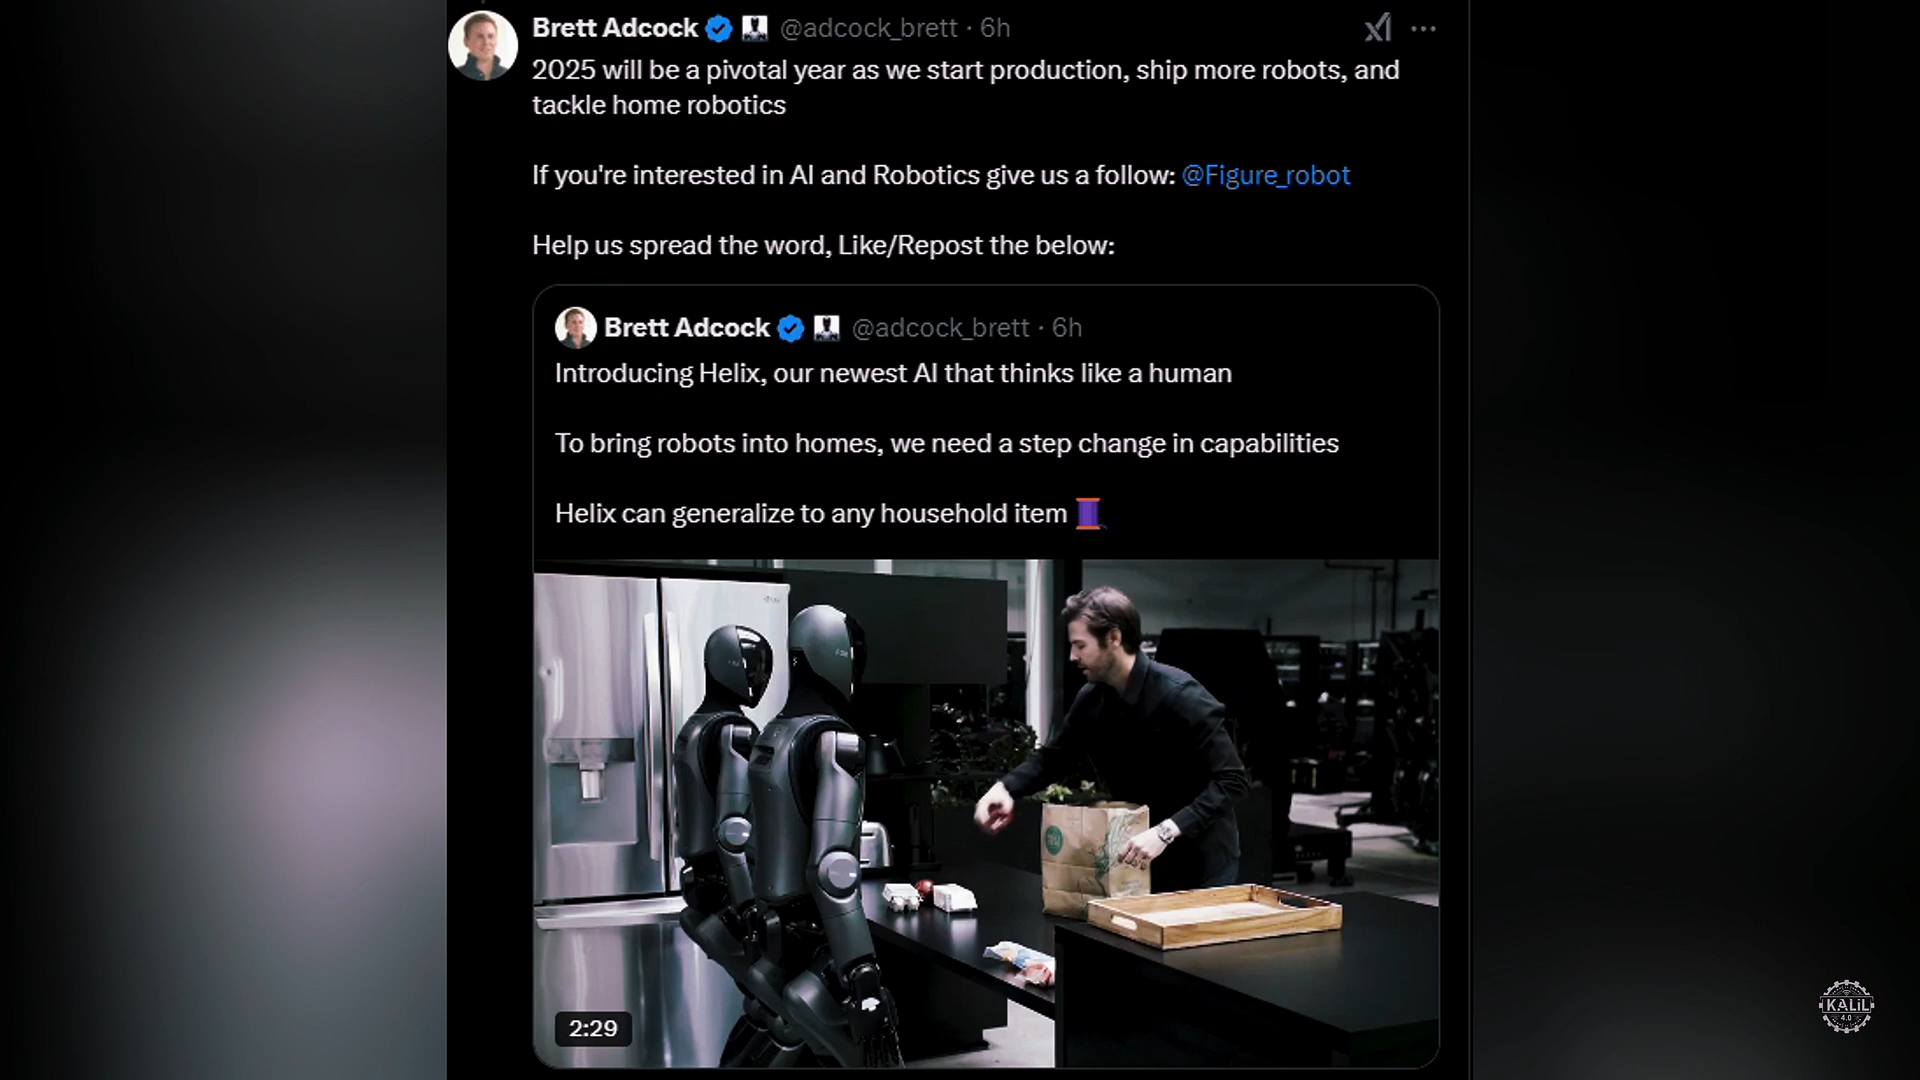 Brett Adcock @adcock_brett · 6h
2025 will be a pivotal year as we start production, ship more robots, and
tackle home robotics
If you're interested in AI and Robotics give us a follow: @Figure_robot
Help us spread the word, Like/Repost the below:
Brett Adcock @adcock_brett · 6h
Introducing Helix, our newest AI that thinks like a human
To bring robots into homes, we need a step change in capabilities
Helix can generalize to any household item
2:29
KALIL
4.0